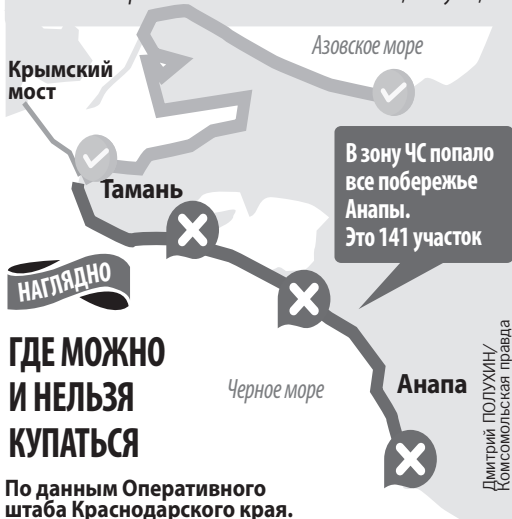 Азовское море
Крымский
мост
Тамань
В зону ЧС попало
все побережье
Анапы.
Это 141 участок
НАГЛЯДНО
ГДЕ МОЖНО
И НЕЛЬЗЯ
КУПАТЬСЯ
Черное море
Анапа
Дмитрий ПОЛУХИН/
Комсомольская правда
По данным Оперативного
штаба Краснодарского края.